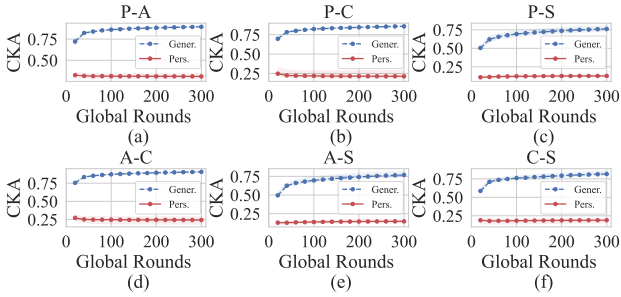 P-A
CKA
0.75
0.50
Gener.
Pers.
0 100 200 300
Global Rounds
(a)
P-C
CKA
0.75
0.50
0.25
Gener.
Pers.
0 100 200 300
Global Rounds
(b)
P-S
CKA
0.75
0.50
0.25
Gener.
Pers.
0 100 200 300
Global Rounds
(c)
A-C
CKA
0.75
0.50
0.25
Gener.
Pers.
0 100 200 300
Global Rounds
(d)
A-S
CKA
0.75
0.50
0.25
Gener.
Pers.
0 100 200 300
Global Rounds
(e)
C-S
CKA
0.75
0.50
0.25
Gener.
Pers.
0 100 200 300
Global Rounds
(f)